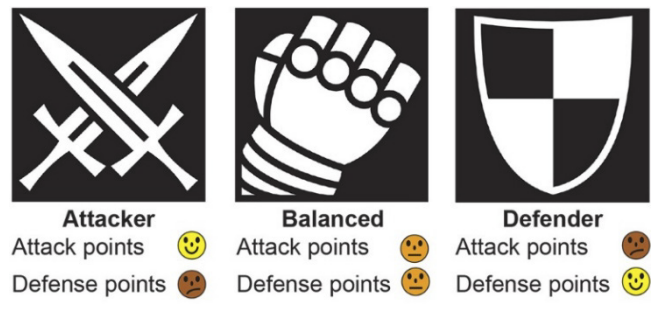 Attacker
Attack points
Defense points
Balanced
Attack points
Defense points
Defender
Attack points
Defense points